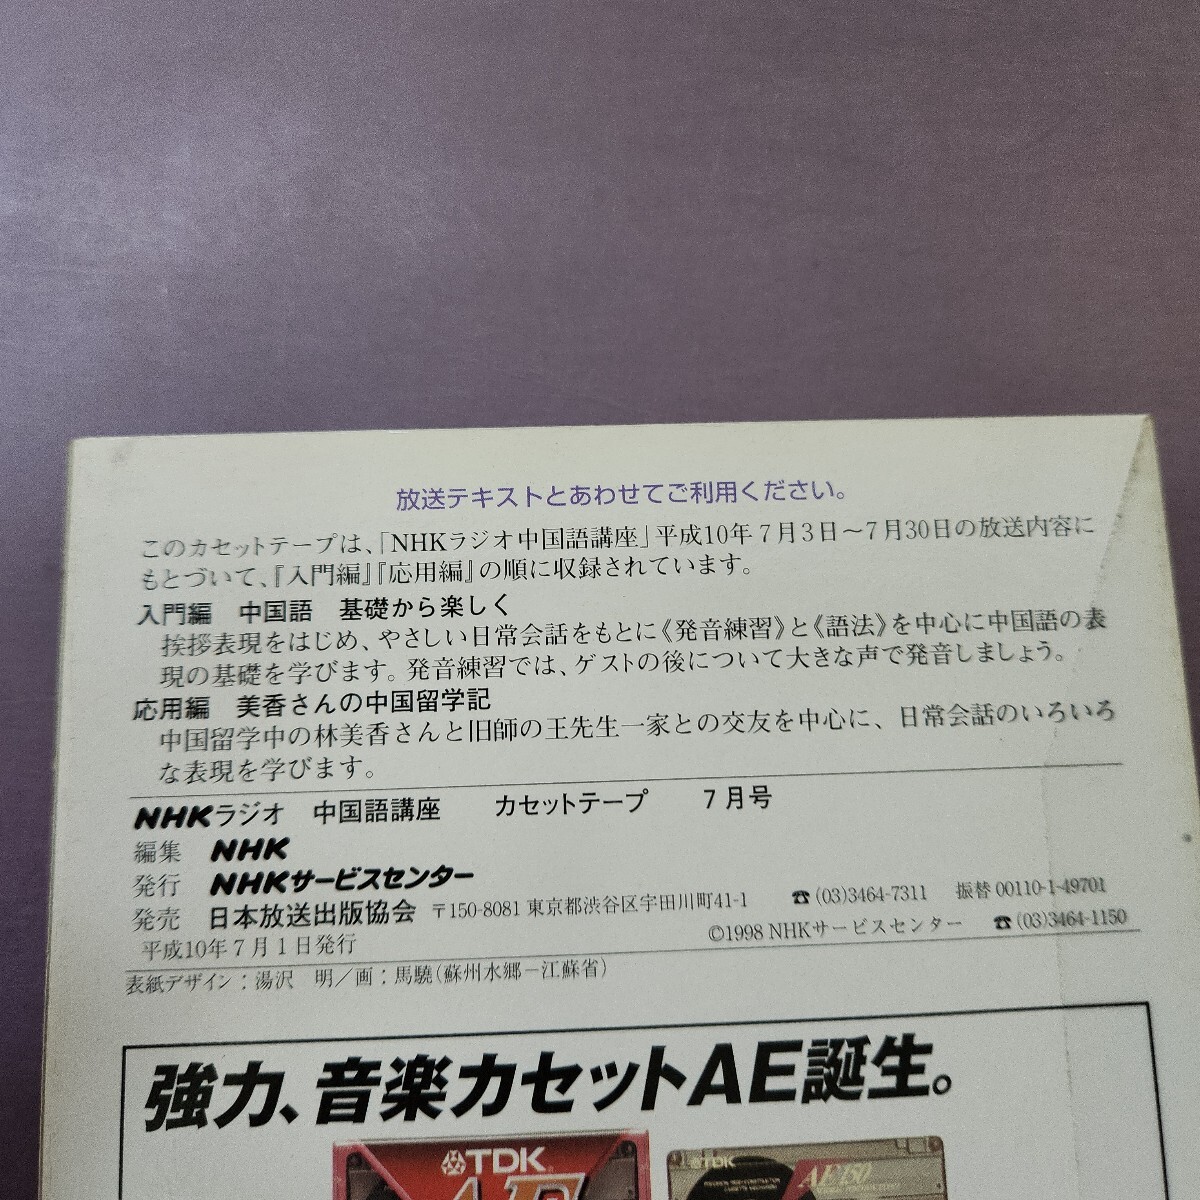 放送テキストとあわせてご利用ください。
このカセットテープは、「NHKラジオ中国語講座」平成10年7月3日～7月30日の放送内容に
もとづいて、『入門編』『応用編』の順に収録されています。
入門編　中国語　基礎から楽しく
挨拶表現をはじめ、やさしい日常会話をもとに《発音練習》と《語法》を中心に中国語の表
現の基礎を学びます。発音練習では、ゲストの後について大きな声で発音しましょう。
応用編　美香さんの中国留学記
中国留学中の林美香さんと旧師の王先生一家との交友を中心に、日常会話のいろいろ
な表現を学びます。
NHKラジオ　中国語講座　カセットテープ　7月号
編集　NHK
発行　NHKサービスセンター
発売　日本放送出版協会　〒150-8081 東京都渋谷区宇田川町41-1　☎(03)3464-7311　振替 00110-1-49701
平成10年7月1日発行　©1998 NHKサービスセンター　☎(03)3464-1150
表紙デザイン：湯沢　明／画：馬驍（蘇州水郷－江蘇省）
強力、音楽カセットAE誕生。
TDK
TDK
AE150